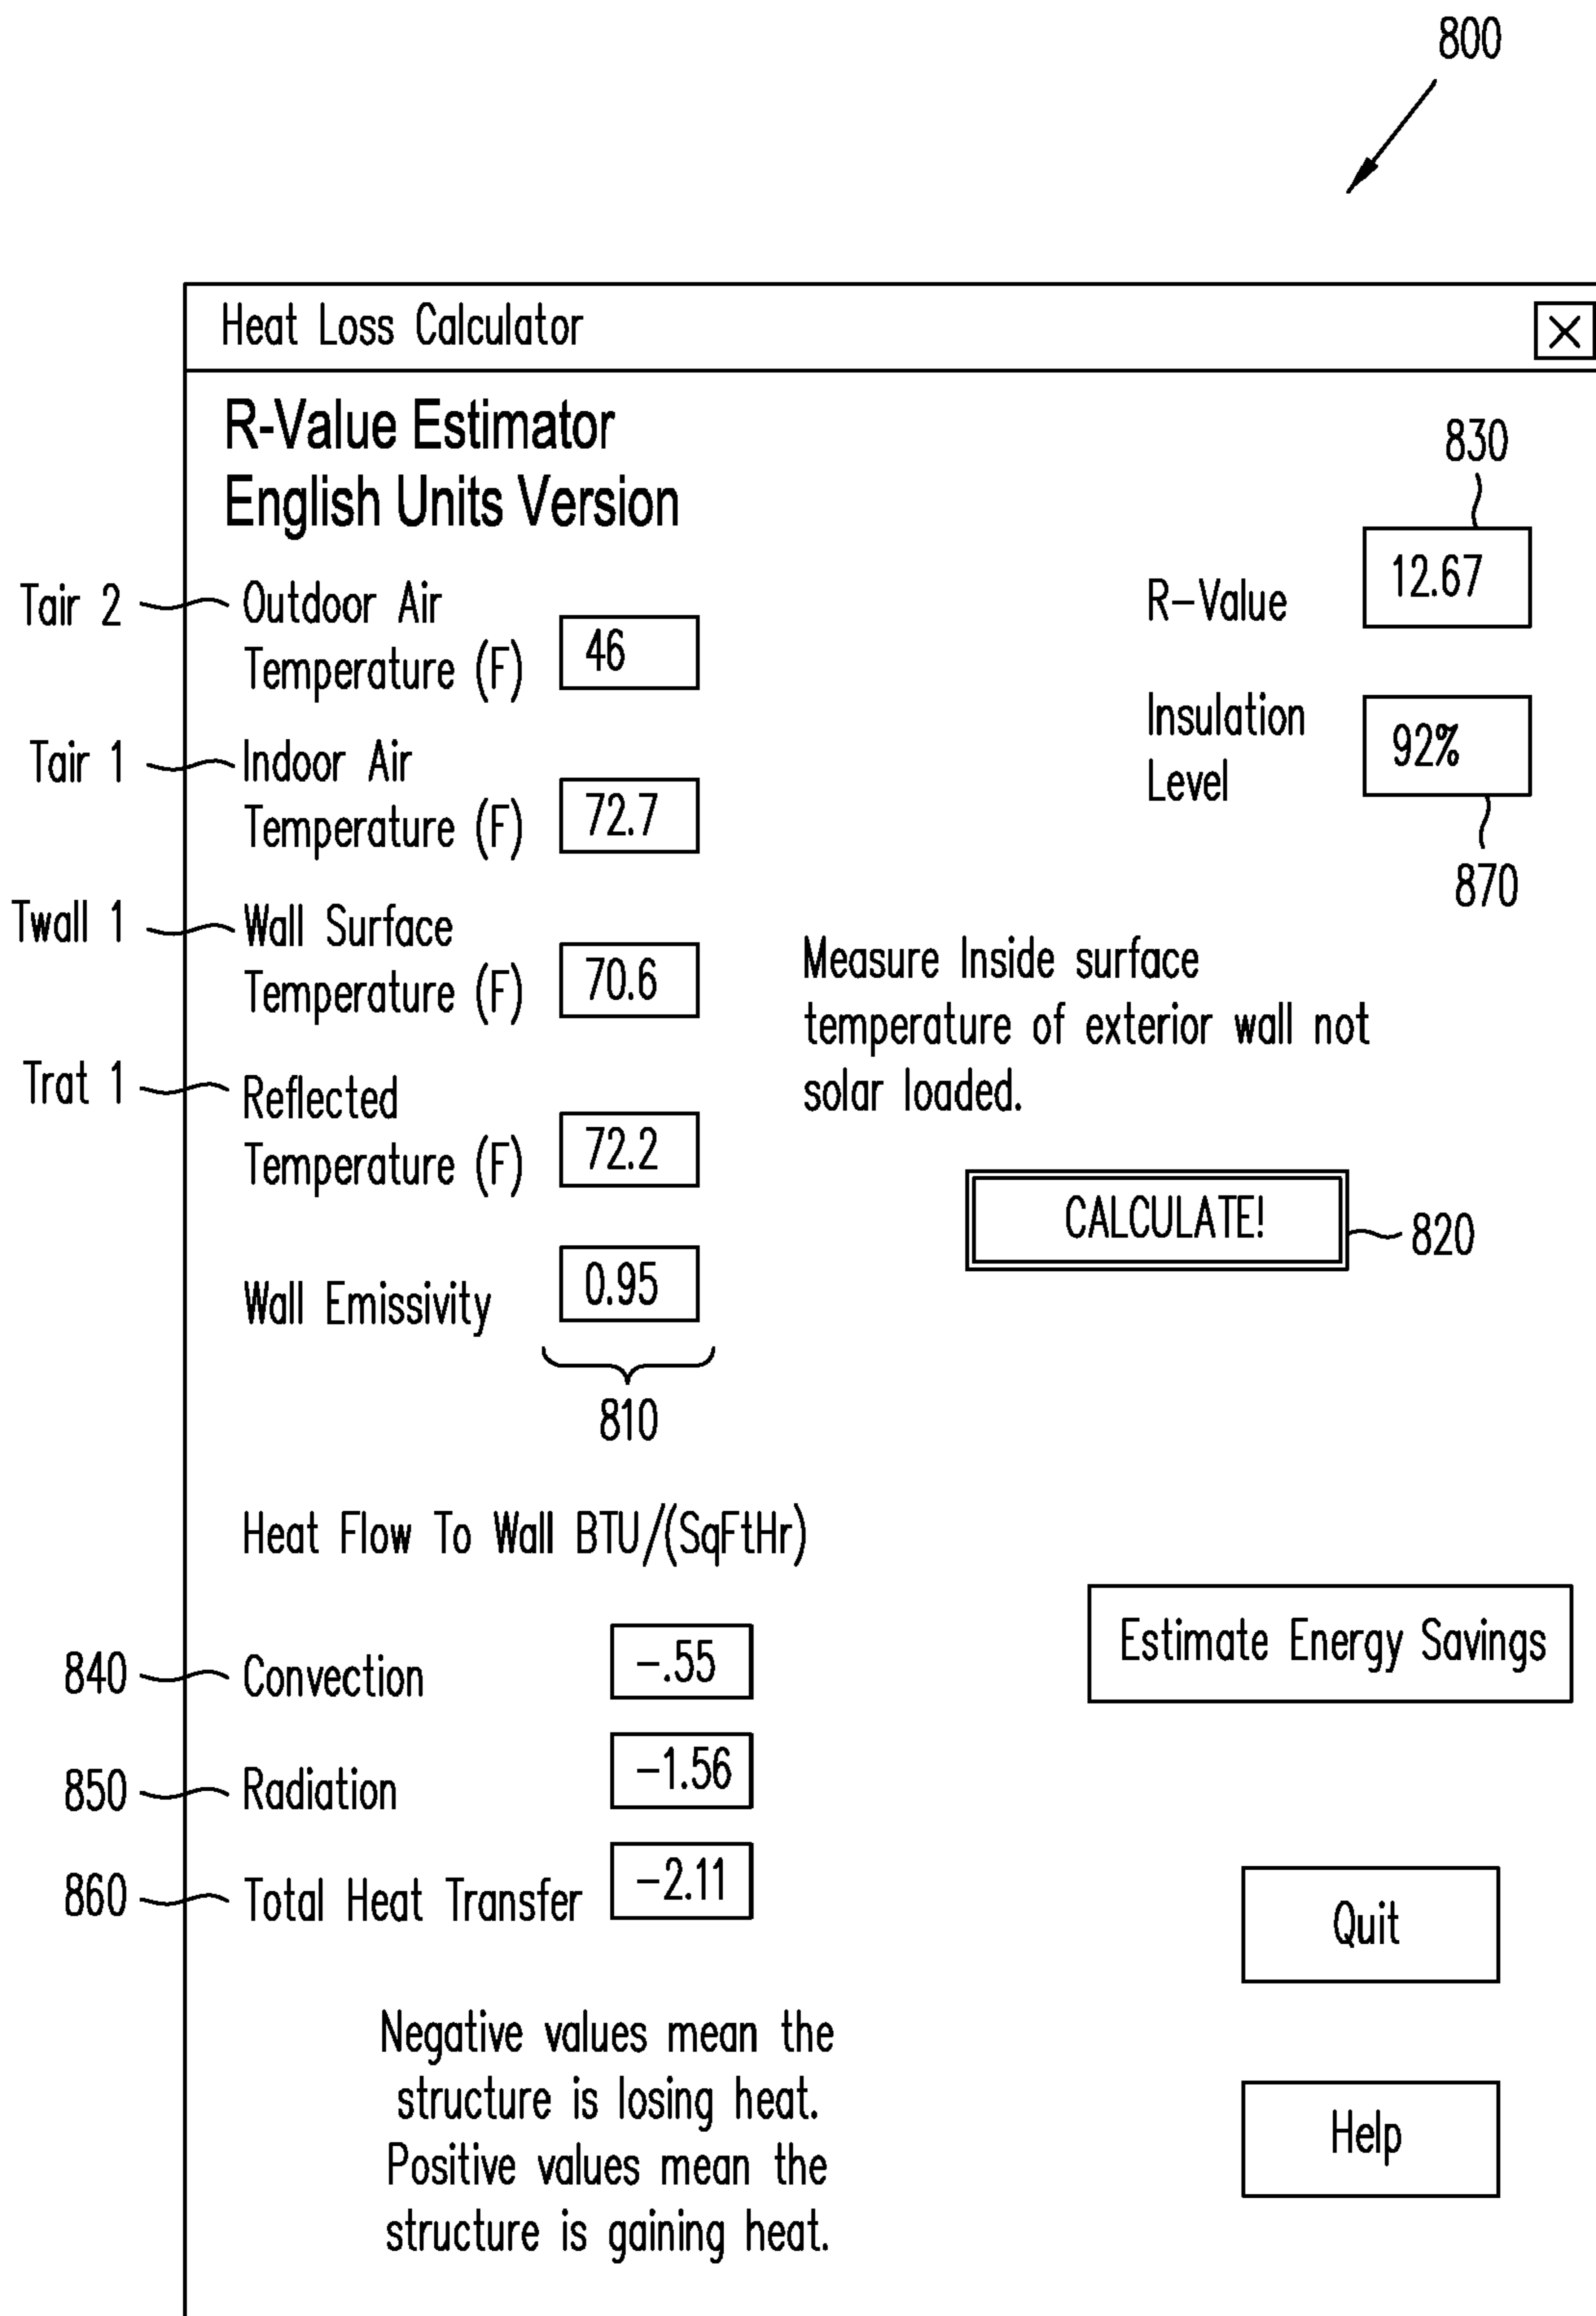 800
Heat Loss Calculator
R-Value Estimator
English Units Version
830
12.67
R-Value
Tair 2
Outdoor Air
Temperature (F)
46
Insulation
Level
92%
870
Tair 1
Indoor Air
Temperature (F)
72.7
Twall 1
Wall Surface
Temperature (F)
70.6
Measure Inside surface
temperature of exterior wall not
solar loaded.
Trat 1
Reflected
Temperature (F)
72.2
CALCULATE!
820
Wall Emissivity
0.95
810
Heat Flow To Wall BTU/(SqFtHr)
Estimate Energy Savings
840
Convection
-.55
850
Radiation
-1.56
860
Total Heat Transfer
-2.11
Quit
Negative values mean the
structure is losing heat.
Positive values mean the
structure is gaining heat.
Help